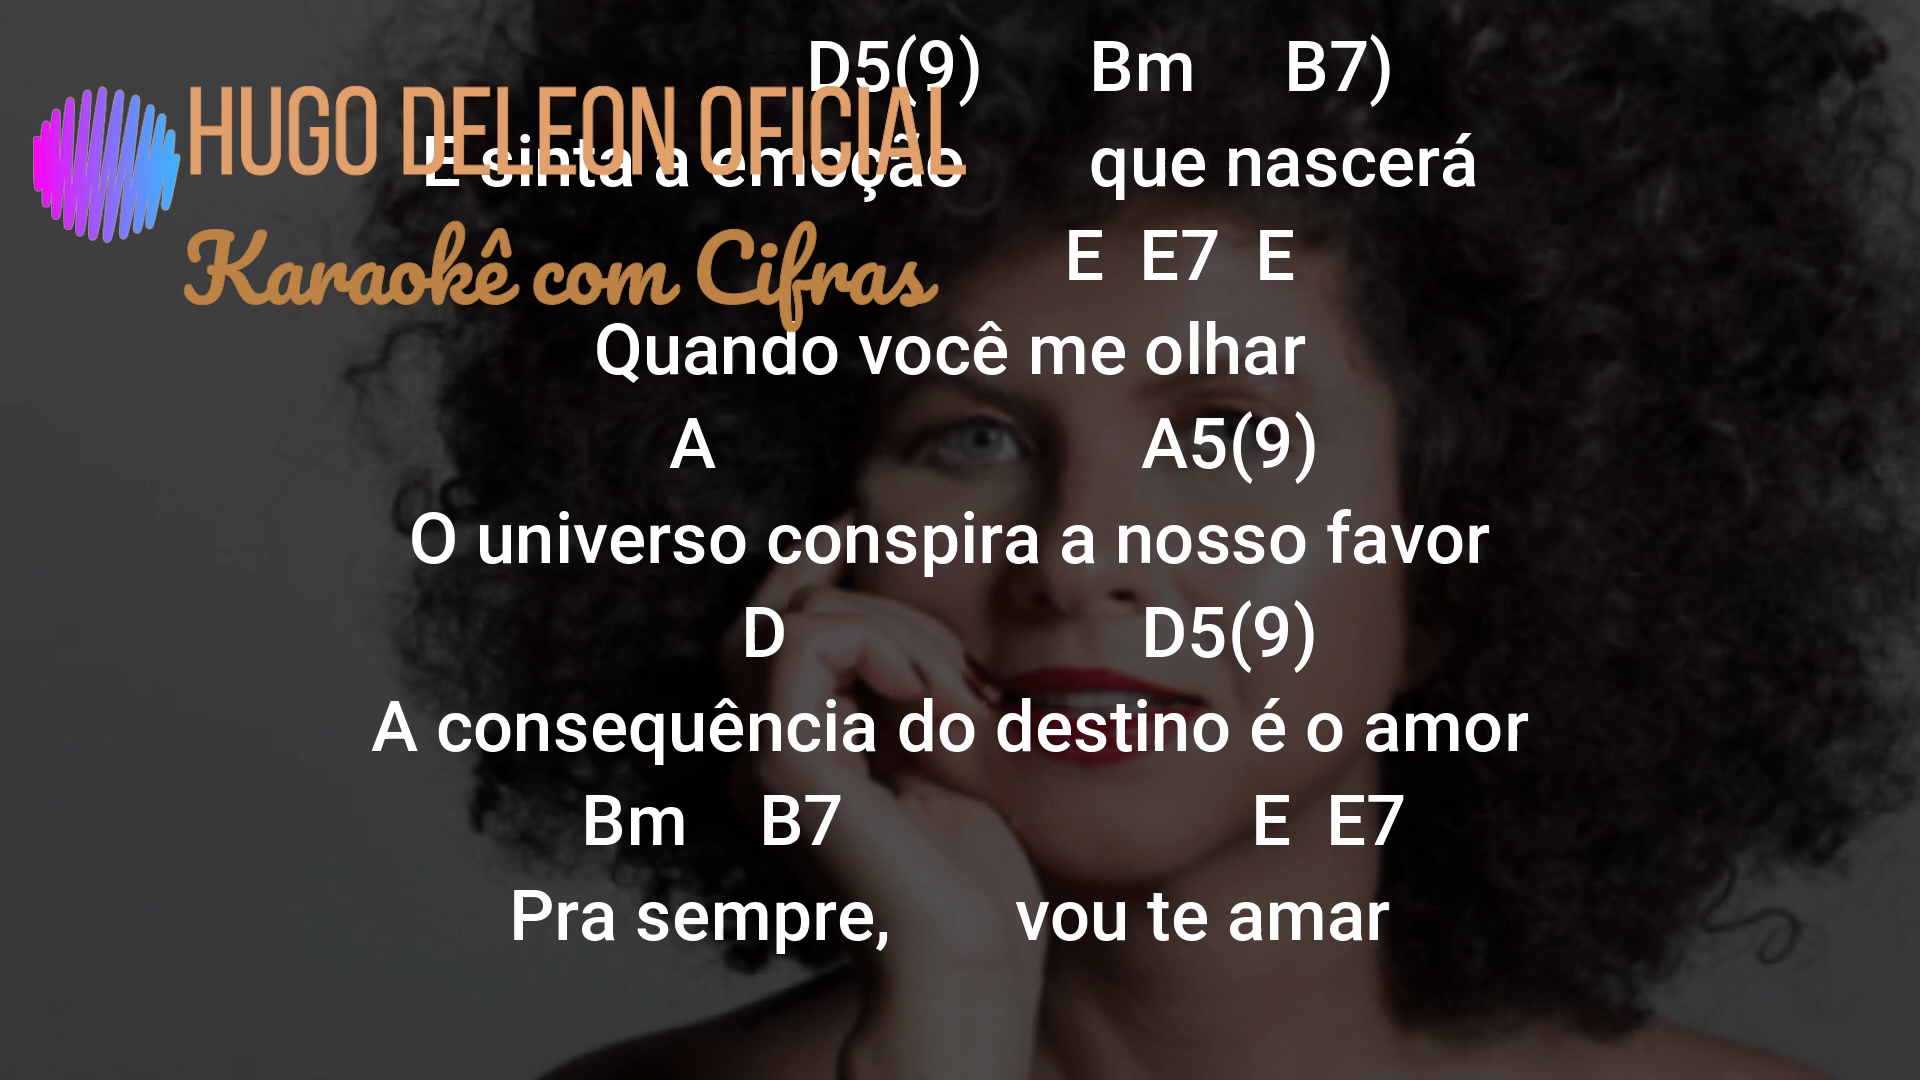 D5(9) Bm B7)
HUGO DELEON OFICIAL
E sinta a emoção que nascerá
E E7 E
Karaokê com Cifras
Quando você me olhar
A A5(9)
O universo conspira a nosso favor
D D5(9)
A consequência do destino é o amor
Bm B7 E E7
Pra sempre, vou te amar